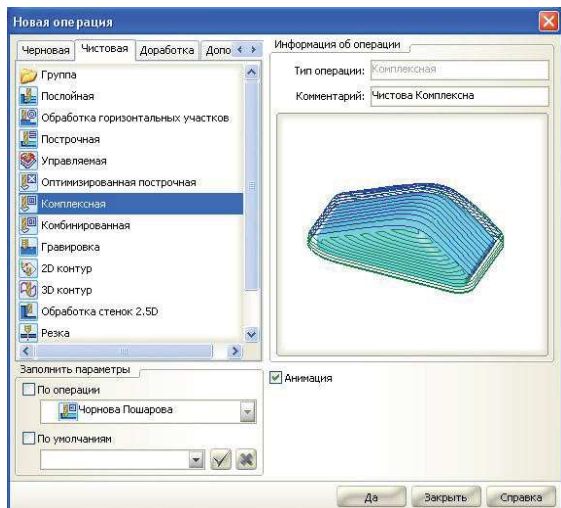 Новая операция
Черновая Чистовая Доработка Допо
Группа
Послойная
Обработка горизонтальных участков
Построчная
Управляемая
Оптимизированная построчная
Комплексная
Комбинированная
Гравировка
2D контур
3D контур
Обработка стенок 2.5D
Резка
Заполнить параметры
По операции
Чорнова Пошарова
По умолчаниям
Информация об операции
Тип операции: Комплексная
Комментарий: Чистова Комплексна
Анимация
Да Закрыть Справка